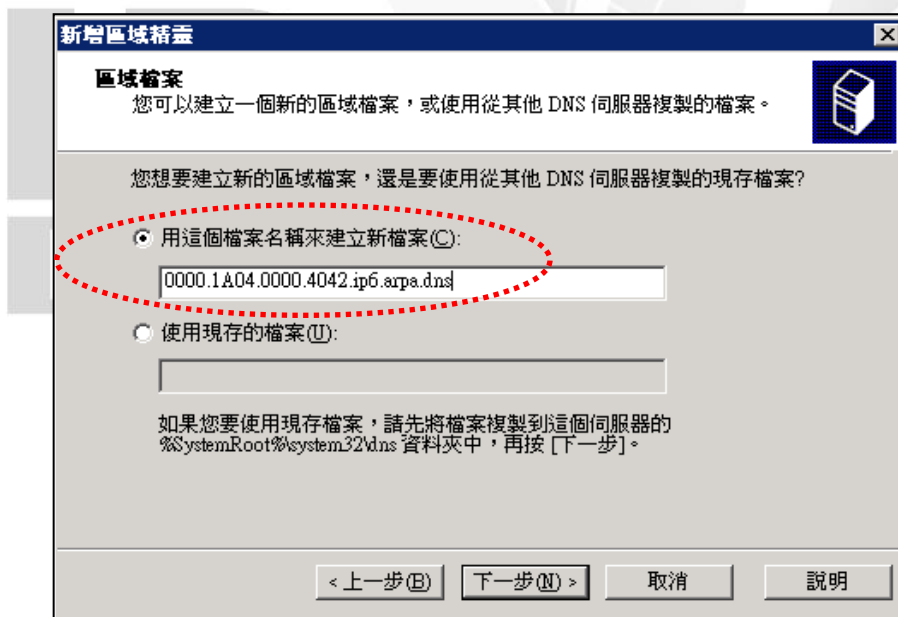 新增區域精靈
區域檔案
您可以建立一個新的區域檔案，或使用從其他 DNS 伺服器複製的檔案。
您想要建立新的區域檔案，還是要使用從其他 DNS 伺服器複製的現存檔案?
用這個檔案名稱來建立新檔案(C):
0000.1A04.0000.4042.ip6.arpa.dns
使用現存的檔案(U):
如果您要使用現存檔案，請先將檔案複製到這個伺服器的
%SystemRoot%\system32\dns 資料夾中，再按 [下一步]。
< 上一步(B) 下一步(N) > 取消 說明